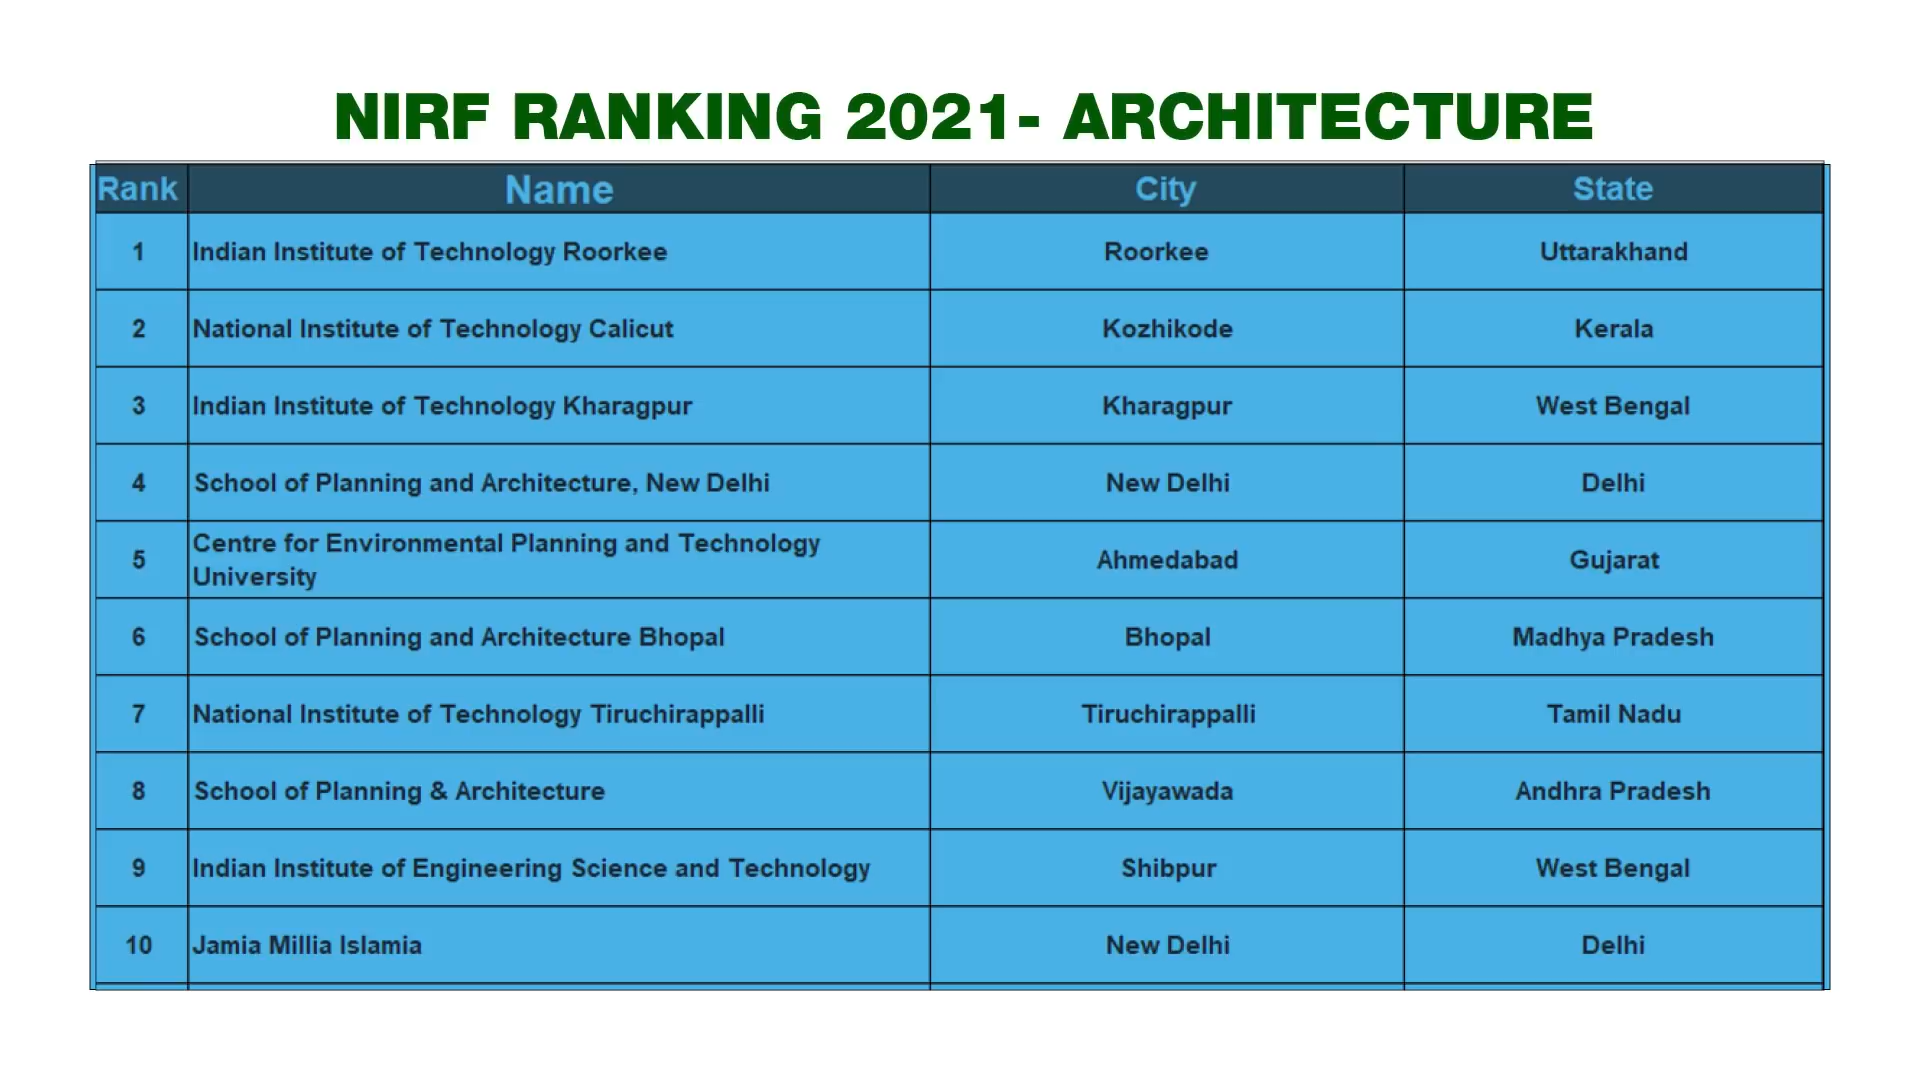 NIRF RANKING 2021- ARCHITECTURE
Rank Name City State
1 Indian Institute of Technology Roorkee Roorkee Uttarakhand
2 National Institute of Technology Calicut Kozhikode Kerala
3 Indian Institute of Technology Kharagpur Kharagpur West Bengal
4 School of Planning and Architecture, New Delhi New Delhi Delhi
5 Centre for Environmental Planning and Technology
University Ahmedabad Gujarat
6 School of Planning and Architecture Bhopal Bhopal Madhya Pradesh
7 National Institute of Technology Tiruchirappalli Tiruchirappalli Tamil Nadu
8 School of Planning & Architecture Vijayawada Andhra Pradesh
9 Indian Institute of Engineering Science and Technology Shibpur West Bengal
10 Jamia Millia Islamia New Delhi Delhi